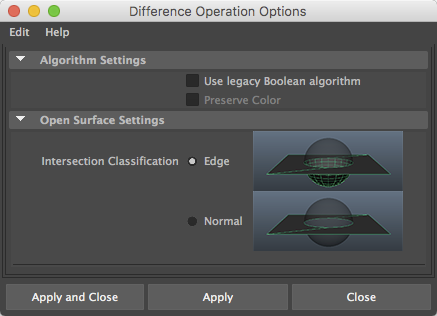 Difference Operation Options
Edit Help
Algorithm Settings
Use legacy Boolean algorithm
Preserve Color
Open Surface Settings
Intersection Classification Edge
Normal
Apply and Close Apply Close